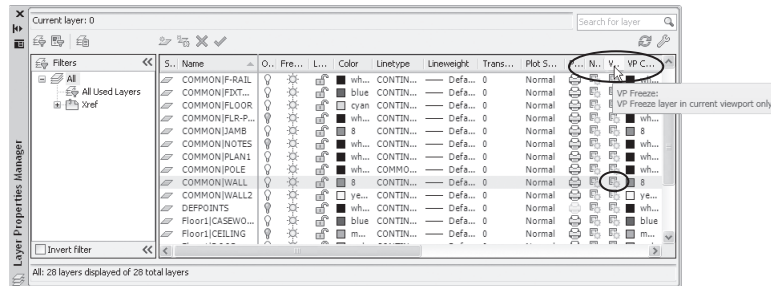 Current layer: 0
Search for layer
Filters
All
All Used Layers
Xref
Invert filter
S.. Name O.. Fre... L... Color Linetype Lineweight Trans... Plot S... P... N... V... VP C...
COMMON|F-RAIL wh... CONTIN... Defa... 0 Normal
COMMON|FIXT... blue CONTIN... Defa... 0 Normal
COMMON|FLOOR cyan CONTIN... Defa... 0 Normal
COMMON|FLR-P... wh... CONTIN... Defa... 0 Normal wh...
COMMON|JAMB 8 CONTIN... Defa... 0 Normal 8
COMMON|NOTES wh... CONTIN... Defa... 0 Normal wh...
COMMON|PLAN1 wh... CONTIN... Defa... 0 Normal wh...
COMMON|POLE wh... COMMO... Defa... 0 Normal wh...
COMMON|WALL 8 CONTIN... Defa... 0 Normal 8
COMMON|WALL2 ye... CONTIN... Defa... 0 Normal ye...
DEFPOINTS wh... CONTIN... Defa... 0 Normal wh...
Floor1|CASEWO... blue CONTIN... Defa... 0 Normal blue
Floor1|CEILING m... CONTIN... Defa... 0 Normal m...
VP Freeze:
VP Freeze layer in current viewport only
Layer Properties Manager
All: 28 layers displayed of 28 total layers